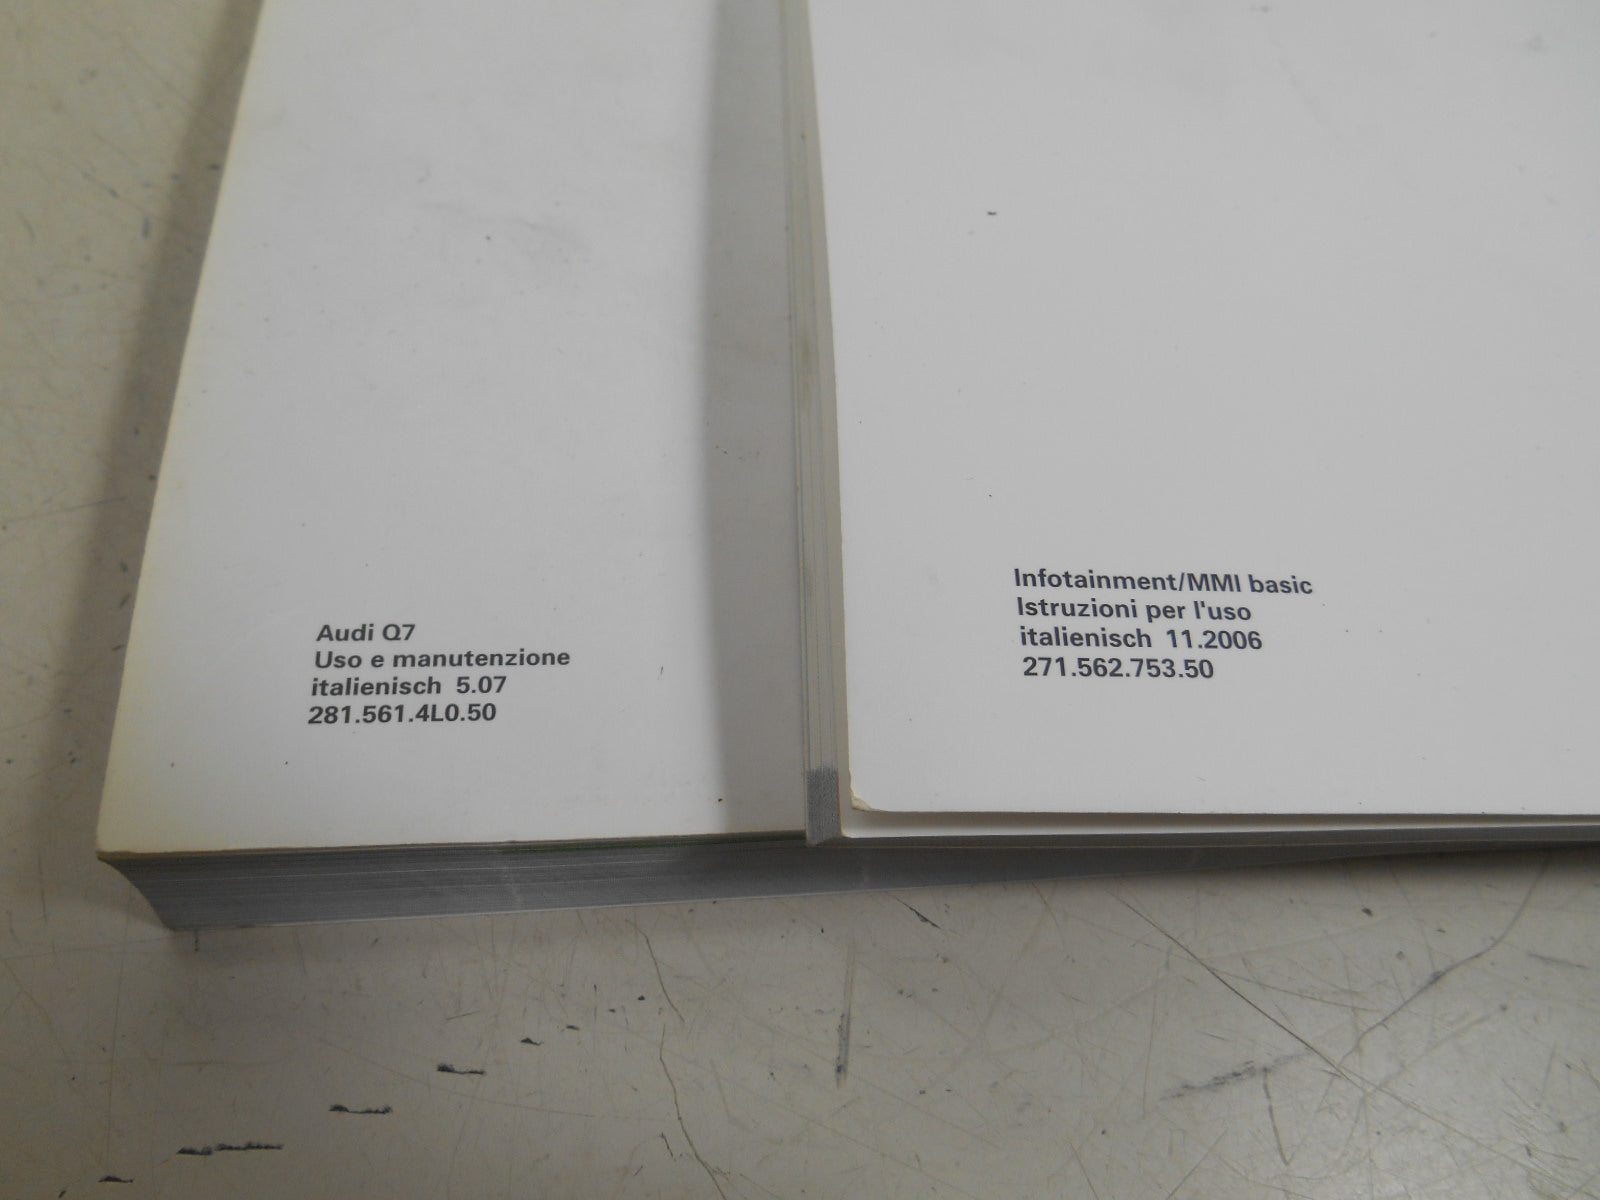 Audi Q7
Uso e manutenzione
italienisch 5.07
281.561.4L0.50
Infotainment/MMI basic
Istruzioni per l'uso
italienisch 11.2006
271.562.753.50